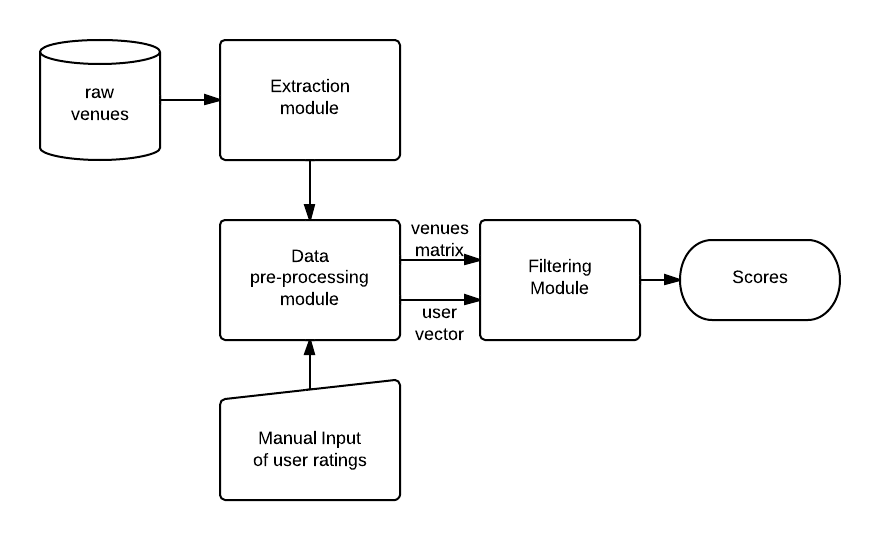 raw
venues
Extraction
module
Data
pre-processing
module
venues
matrix
user
vector
Filtering
Module
Scores
Manual Input
of user ratings